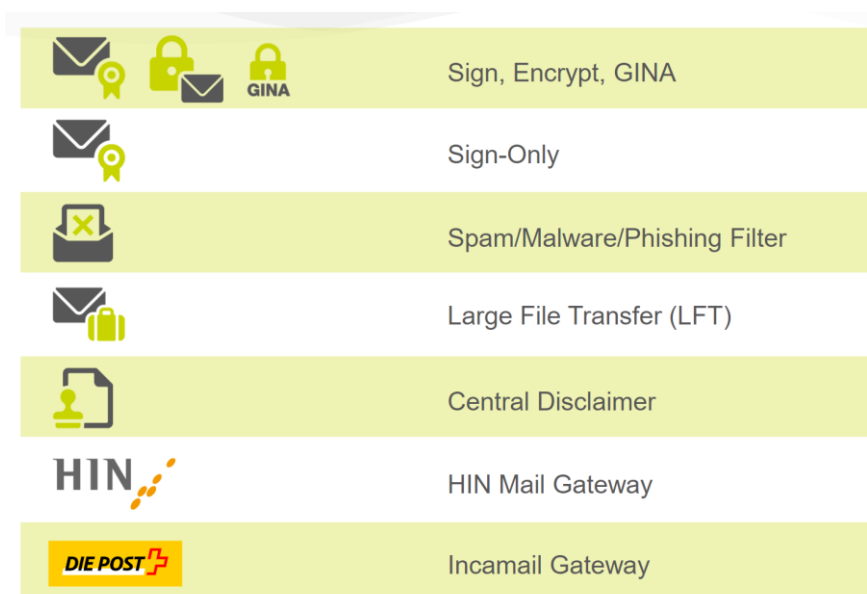 GINA Sign, Encrypt, GINA
Sign-Only
Spam/Malware/Phishing Filter
Large File Transfer (LFT)
Central Disclaimer
HIN HIN Mail Gateway
DIE POST Incamail Gateway